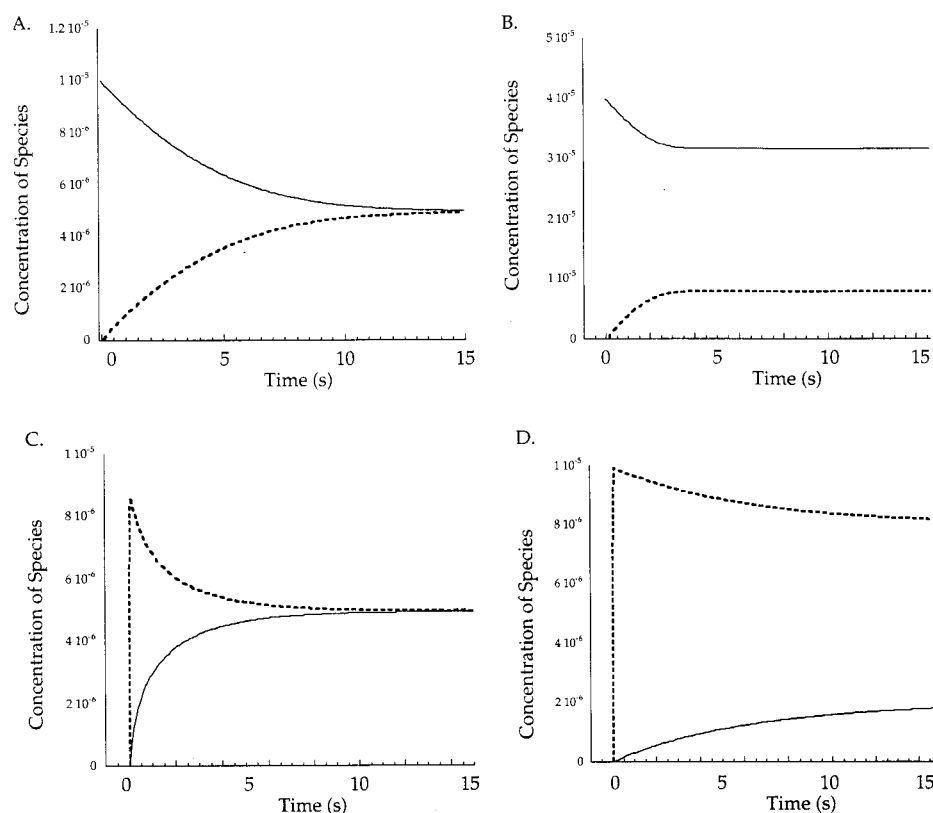 A.
1.2 10⁻⁵
1 10⁻⁵
8 10⁻⁶
6 10⁻⁶
4 10⁻⁶
2 10⁻⁶
0
Concentration of Species
0 5 10 15
Time (s)
B.
5 10⁻⁵
4 10⁻⁵
3 10⁻⁵
2 10⁻⁵
1 10⁻⁵
0
Concentration of Species
0 5 10 15
Time (s)
C.
1 10⁻⁵
8 10⁻⁶
6 10⁻⁶
4 10⁻⁶
2 10⁻⁶
0
Concentration of Species
0 5 10 15
Time (s)
D.
1 10⁻⁵
8 10⁻⁶
6 10⁻⁶
4 10⁻⁶
2 10⁻⁶
0
Concentration of Species
0 5 10 15
Time (s)